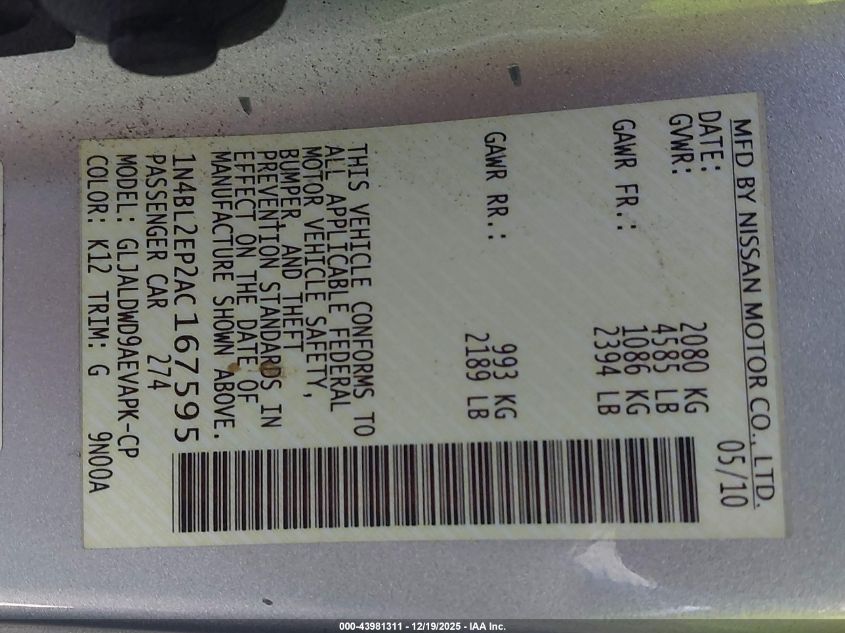 MFD BY NISSAN MOTOR CO., LTD.
DATE: 05/10
GVWR: 2080 KG
4585 LB
GAWR FR.: 1086 KG
2394 LB
GAWR RR.: 993 KG
2189 LB
THIS VEHICLE CONFORMS TO
ALL APPLICABLE FEDERAL
MOTOR VEHICLE SAFETY,
BUMPER, AND THEFT
PREVENTION STANDARDS IN
EFFECT ON THE DATE OF
MANUFACTURE SHOWN ABOVE.
1N4BL2EP2AC167595
PASSENGER CAR 274
MODEL: GLJALDWD9AEVAPK-CP
COLOR: K12 TRIM: G 9N00A
000-43981311 - 12/19/2025 - IAA Inc.